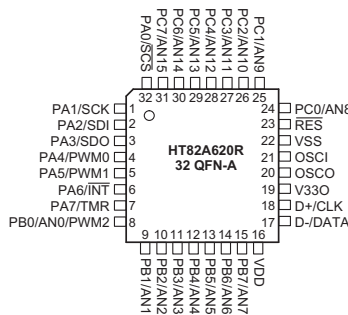 PA0/SCS
PC7/AN15
PC6/AN14
PC5/AN13
PC4/AN12
PC3/AN11
PC2/AN10
PC1/AN9
32 31 30 29 28 27 26 25
PA1/SCK 1
PA2/SDI 2
PA3/SDO 3
PA4/PWM0 4
PA5/PWM1 5
PA6/INT 6
PA7/TMR 7
PB0/AN0/PWM2 8
HT82A620R
32 QFN-A
24 PC0/AN8
23 RES
22 VSS
21 OSCI
20 OSCO
19 V33O
18 D+/CLK
17 D-/DATA
9 10 11 12 13 14 15 16
PB1/AN1
PB2/AN2
PB3/AN3
PB4/AN4
PB5/AN5
PB6/AN6
PB7/AN7
VDD